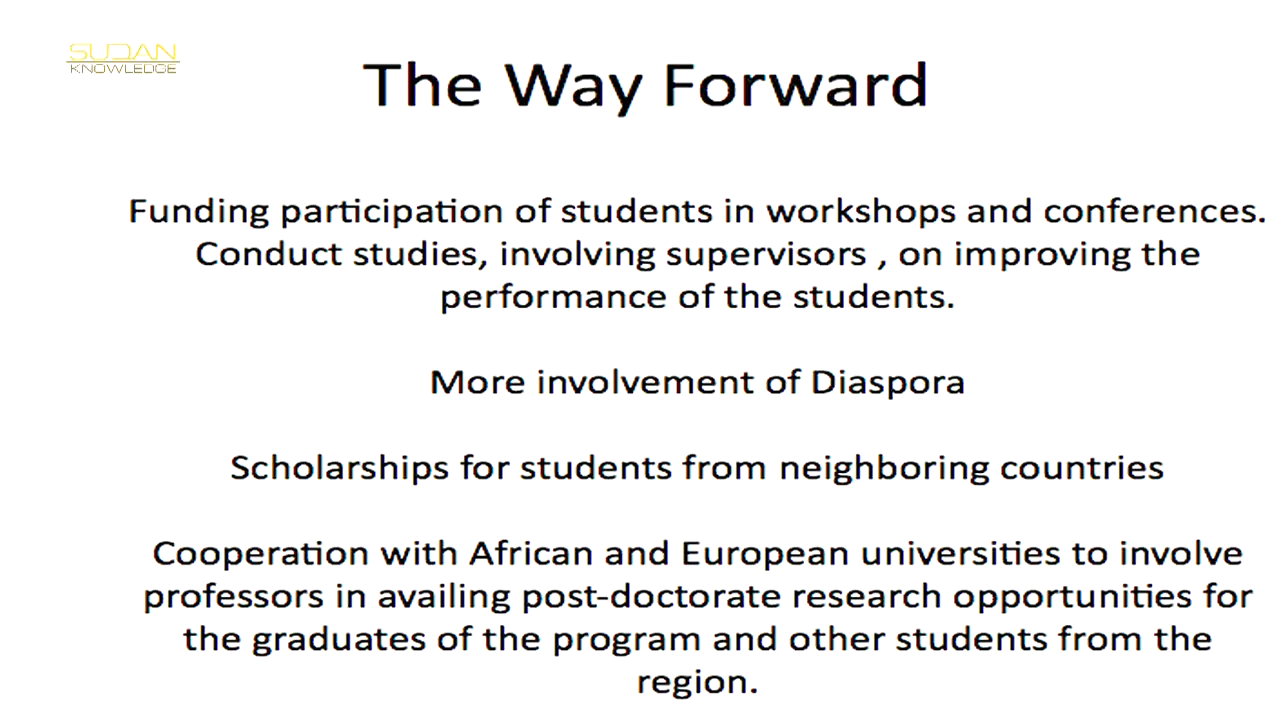 SUDAN
KNOWLEDGE
The Way Forward
Funding participation of students in workshops and conferences.
Conduct studies, involving supervisors , on improving the
performance of the students.
More involvement of Diaspora
Scholarships for students from neighboring countries
Cooperation with African and European universities to involve
professors in availing post-doctorate research opportunities for
the graduates of the program and other students from the
region.